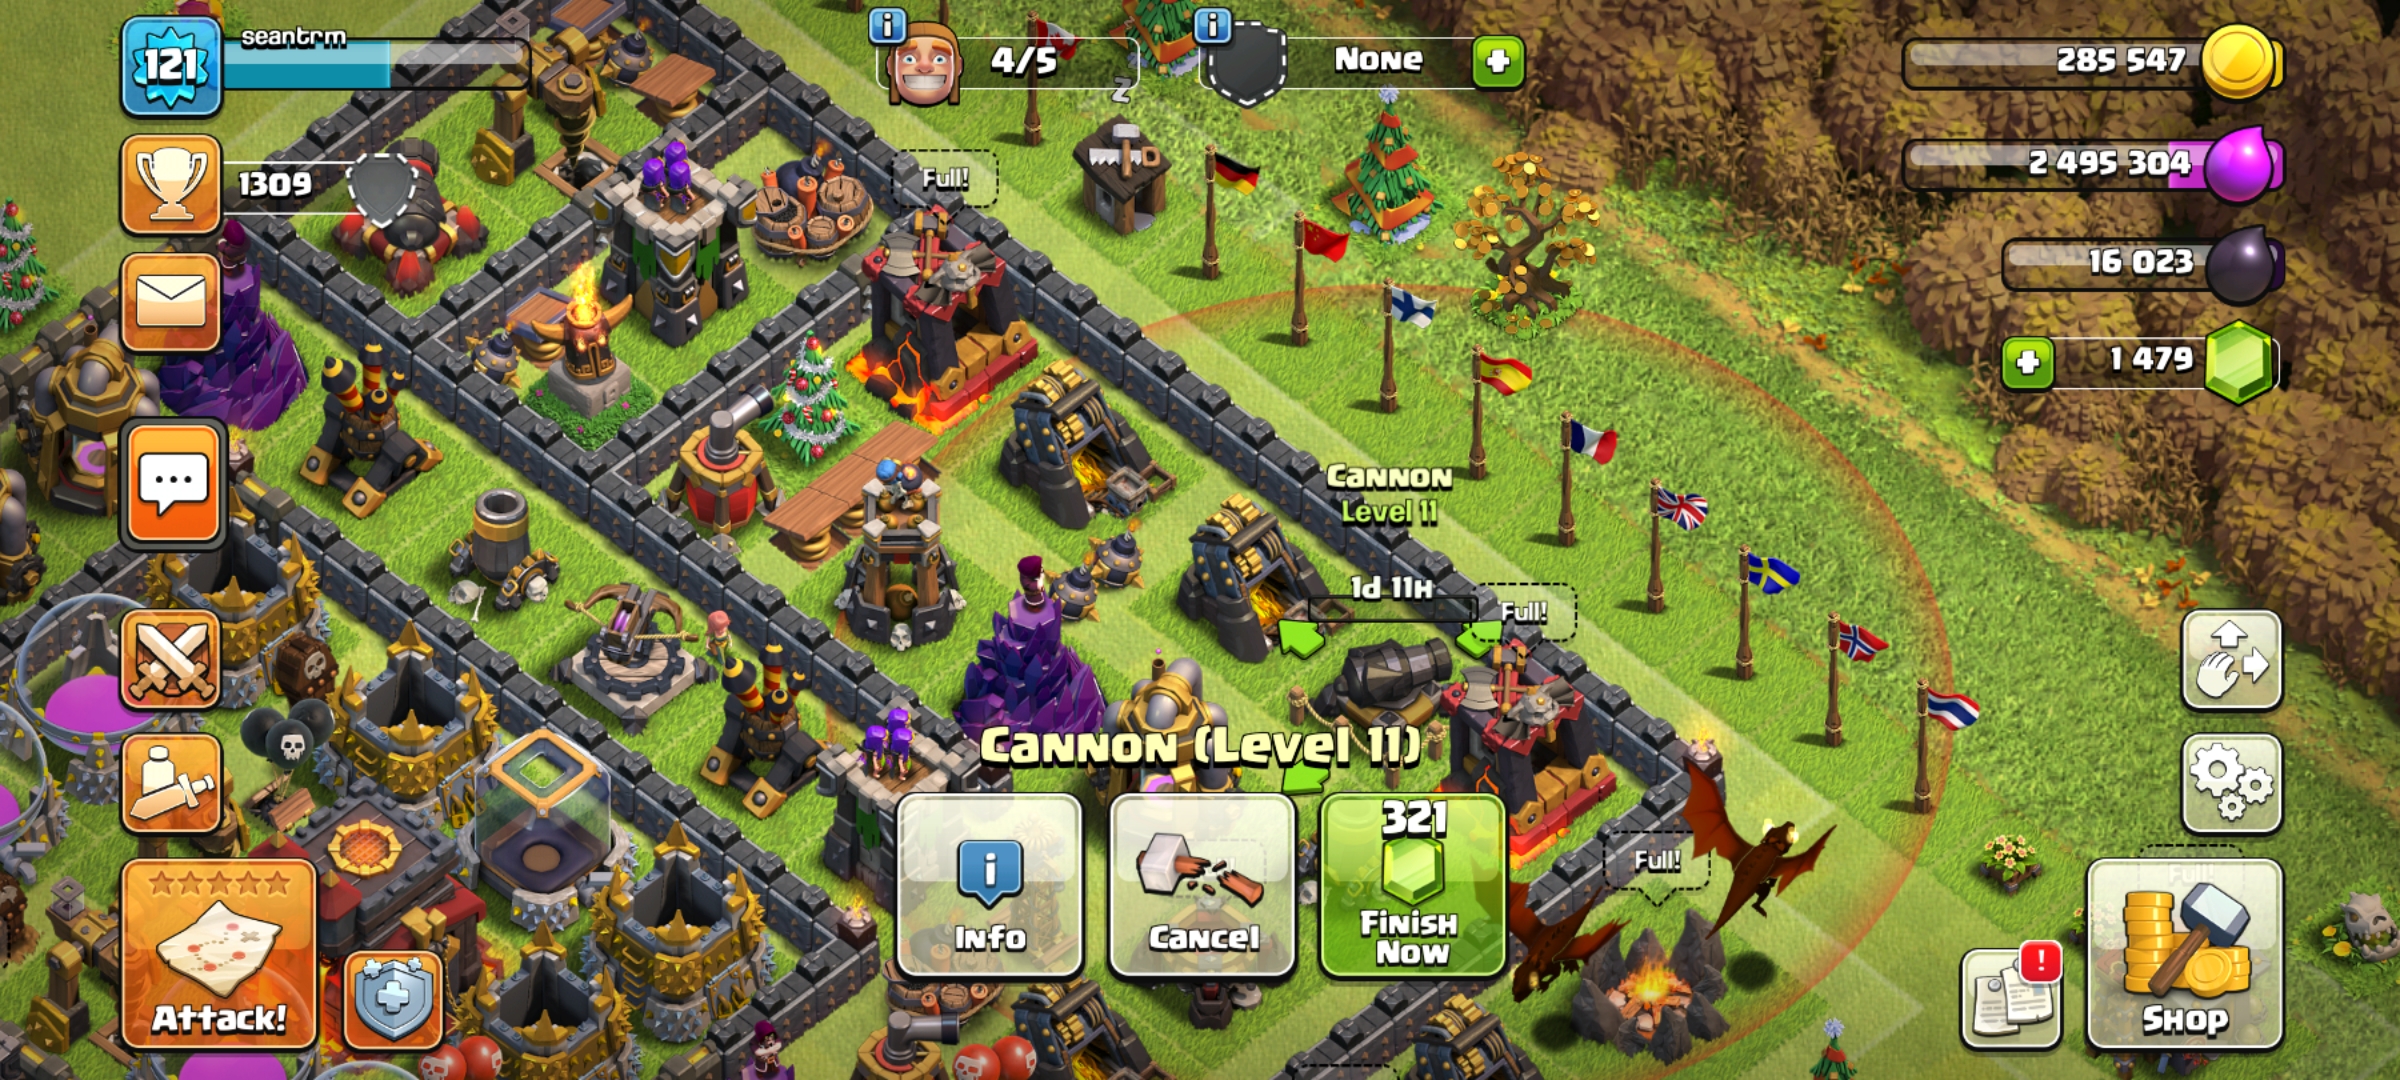 seantrm
121
4/5
None
285 547
1309
Full!
2 495 304
16 023
1 479
Cannon
Level 11
1d 11H
Full!
Cannon (Level 11)
Info
Cancel
321
Finish
Now
Full!
Full!
Attack!
!
Shop